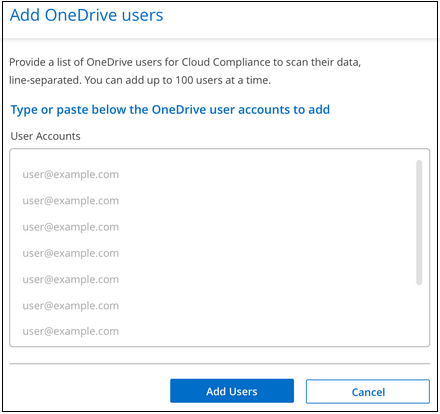 Add OneDrive users
Provide a list of OneDrive users for Cloud Compliance to scan their data,
line-separated. You can add up to 100 users at a time.
Type or paste below the OneDrive user accounts to add
User Accounts
user@example.com
user@example.com
user@example.com
user@example.com
user@example.com
user@example.com
user@example.com
Add Users
Cancel